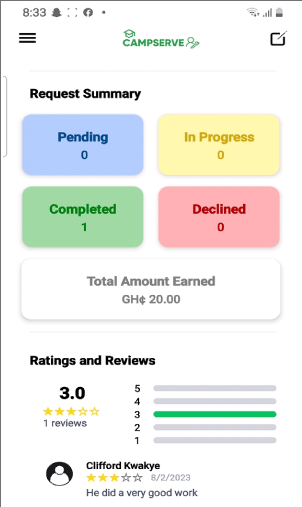 8:33
CAMPSERVE
Request Summary
Pending
0
In Progress
0
Completed
1
Declined
0
Total Amount Earned
GH¢ 20.00
Ratings and Reviews
3.0
1 reviews
5
4
3
2
1
Clifford Kwakye
8/2/2023
He did a very good work